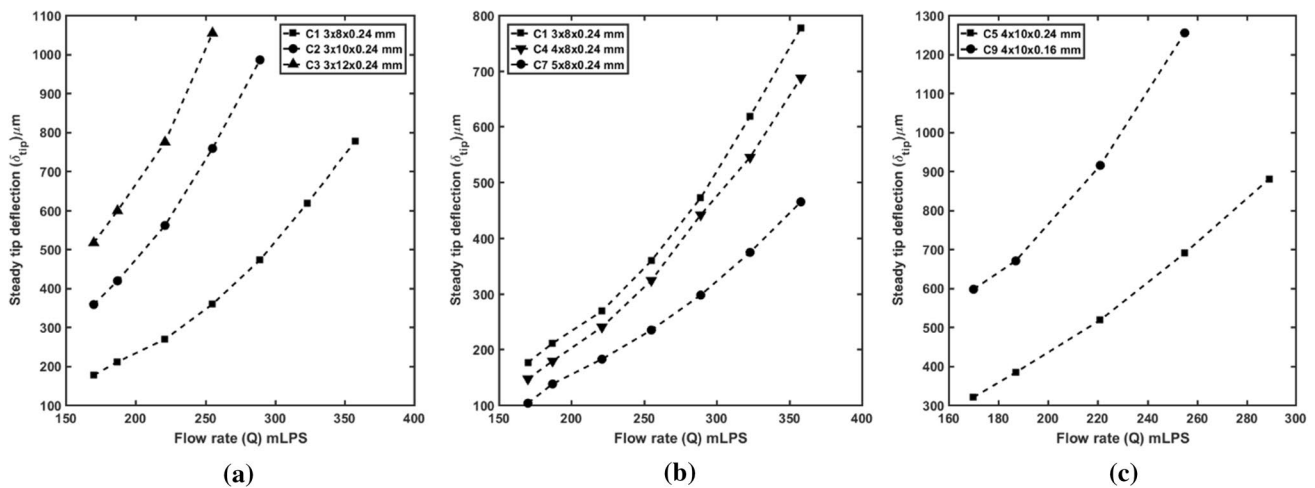 1100
1000
900
800
700
600
500
400
300
200
100
150
200
250
300
350
400
Steady tip deflection (δtip)μm
Flow rate (Q) mLPS
C1 3x8x0.24 mm
C2 3x10x0.24 mm
C3 3x12x0.24 mm
(a)
800
700
600
500
400
300
200
100
150
200
250
300
350
400
Steady tip deflection (δtip) μm
Flow rate (Q) mLPS
C1 3x8x0.24 mm
C4 4x8x0.24 mm
C7 5x8x0.24 mm
(b)
1300
1200
1100
1000
900
800
700
600
500
400
300
160
180
200
220
240
260
280
300
Steady tip deflection (δtip) μm
Flow rate (Q) mLPS
C5 4x10x0.24 mm
C9 4x10x0.16 mm
(c)